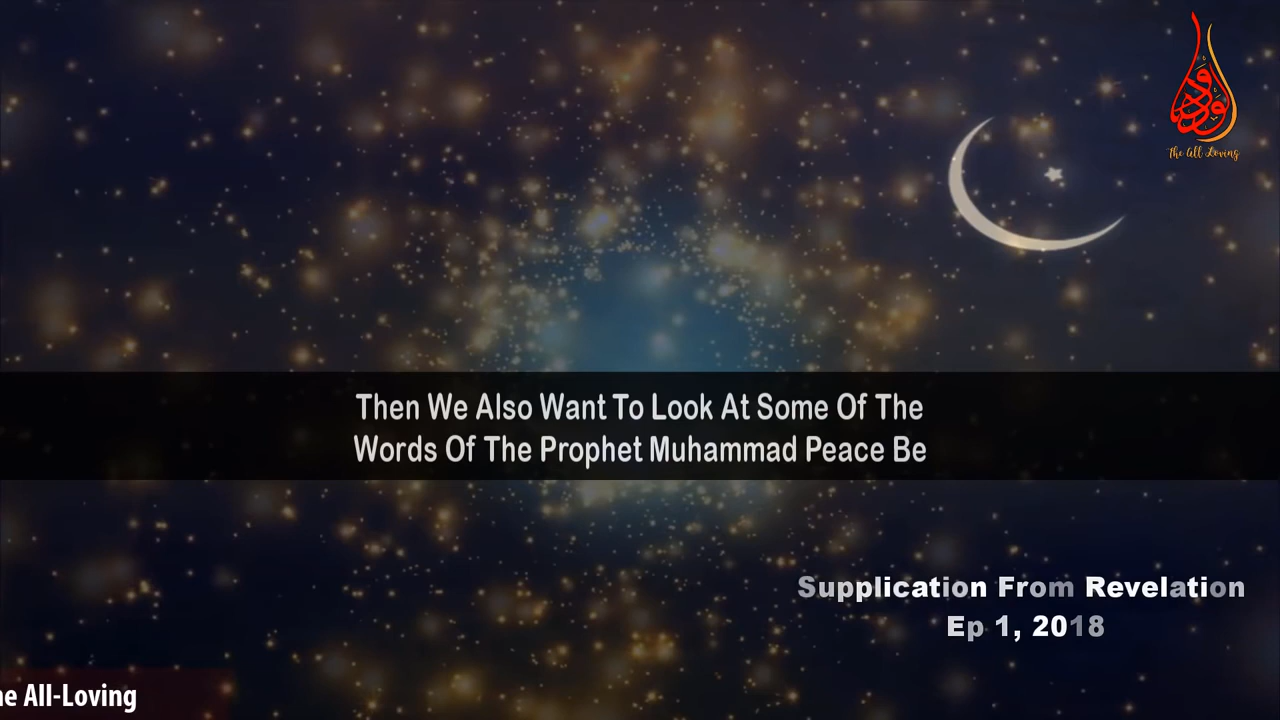 ودود
The All Loving
Then We Also Want To Look At Some Of The
Words Of The Prophet Muhammad Peace Be
Supplication From Revelation
Ep 1, 2018
he All-Loving